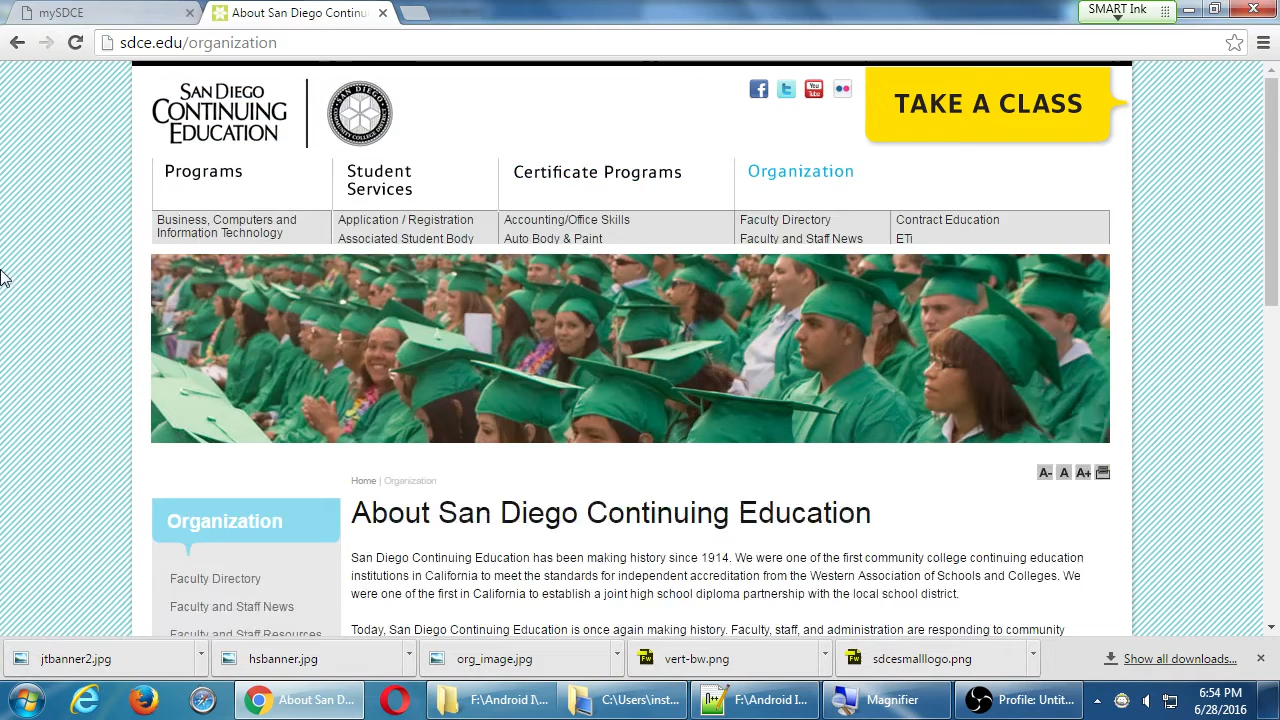 mySDCE
About San Diego Continu
SMART Ink
sdce.edu/organization
SAN DIEGO
CONTINUING
EDUCATION
You
Tube
TAKE A CLASS
Programs
Student
Services
Certificate Programs
Organization
Business, Computers and
Information Technology
Application / Registration
Associated Student Body
Accounting/Office Skills
Auto Body & Paint
Faculty Directory
Faculty and Staff News
Contract Education
ETi
A- A A+
Home | Organization
Organization
About San Diego Continuing Education
San Diego Continuing Education has been making history since 1914. We were one of the first community college continuing education
institutions in California to meet the standards for independent accreditation from the Western Association of Schools and Colleges. We
were one of the first in California to establish a joint high school diploma partnership with the local school district.
Today, San Diego Continuing Education is once again making history. Faculty, staff, and administration are responding to community
Faculty Directory
Faculty and Staff News
Faculty and Staff Resources
jtbanner2.jpg
hsbanner.jpg
org_image.jpg
vert-bw.png
sdcesmalllogo.png
Show all downloads...
About San D...
F:\Android I\...
C:\Users\inst...
F:\Android I...
Magnifier
Profile: Untit...
6:54 PM
6/28/2016